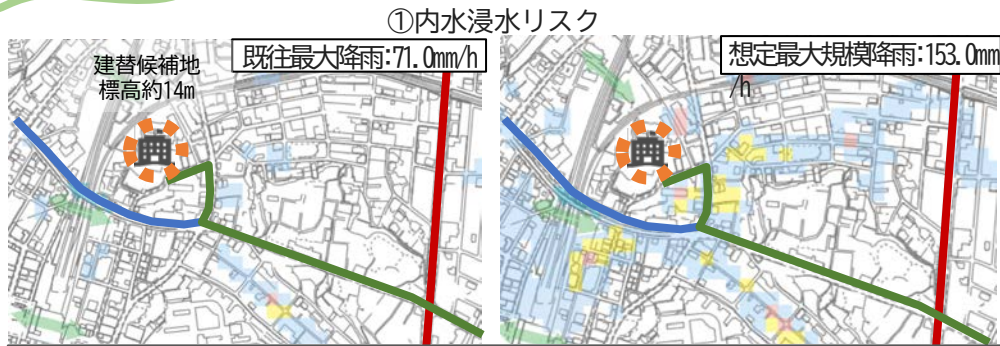 ①内水浸水リスク
既往最大降雨:71.0mm/h
建替候補地
標高約14m
想定最大規模降雨:153.0mm
/h